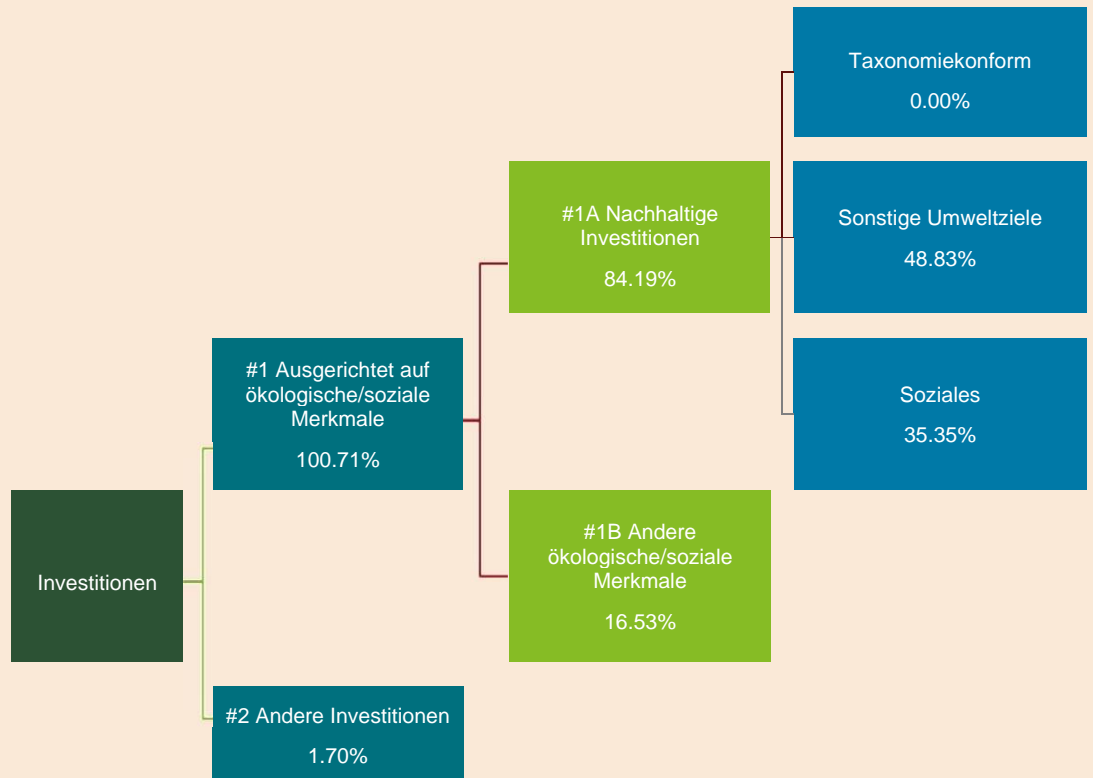 Investitionen
#1 Ausgerichtet auf
ökologische/soziale
Merkmale
100.71%
#2 Andere Investitionen
1.70%
#1A Nachhaltige
Investitionen
84.19%
#1B Andere
ökologische/soziale
Merkmale
16.53%
Taxonomiekonform
0.00%
Sonstige Umweltziele
48.83%
Soziales
35.35%